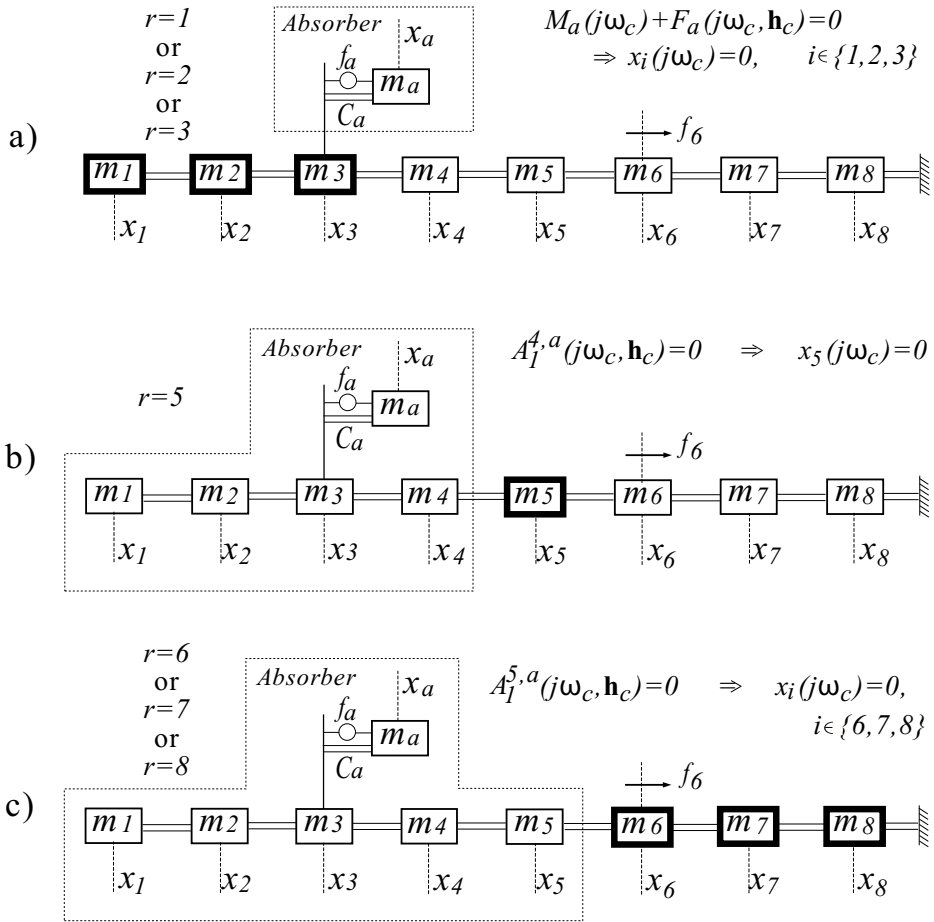 r=1
or
r=2
or
r=3
Absorber
x_a
f_a
m_a
C_a
M_a(jω_c)+F_a(jω_c,h_c)=0
⇒ x_i(jω_c)=0, i∈{1,2,3}
a)
f_6
m_1 m_2 m_3 m_4 m_5 m_6 m_7 m_8
x_1 x_2 x_3 x_4 x_5 x_6 x_7 x_8
Absorber
x_a
A_1^{4,a}(jω_c,h_c)=0 ⇒ x_5(jω_c)=0
r=5
f_a
m_a
C_a
b)
f_6
m_1 m_2 m_3 m_4 m_5 m_6 m_7 m_8
x_1 x_2 x_3 x_4 x_5 x_6 x_7 x_8
r=6
or
r=7
or
r=8
Absorber
x_a
f_a
m_a
C_a
A_1^{5,a}(jω_c,h_c)=0 ⇒ x_i(jω_c)=0,
i∈{6,7,8}
c)
f_6
m_1 m_2 m_3 m_4 m_5 m_6 m_7 m_8
x_1 x_2 x_3 x_4 x_5 x_6 x_7 x_8